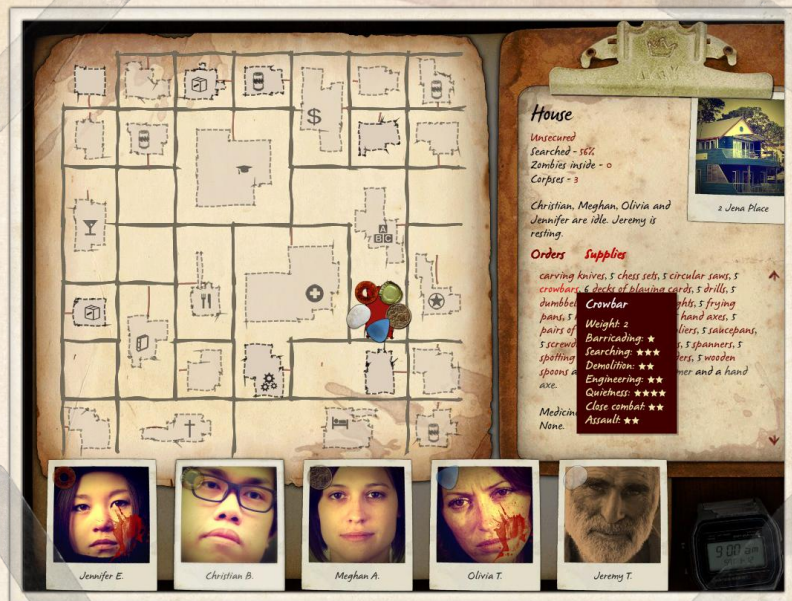 $
A
B C
House
Unsecured
Searched - 56%
Zombies inside - 0
Corpses - 3
2 Jena Place
Christian, Meghan, Olivia and
Jennifer are idle. Jeremy is
resting.
Orders Supplies
carving knives, 5 chess sets, 5 circular saws, 5
crowbars, 6 decks of playing cards, 5 drills, 5
dumbbel ghts, 5 frying
pans, 5 hand axes, 5
pairs of liers, 5 saucepans,
5 screwd 5 spanners, 5
spotting ders, 5 wooden
spoons a mer and a hand
axe.
Crowbar
Weight: 2
Barricading: ★
Searching: ★★★
Demolition: ★★
Engineering: ★★
Quietness: ★★★★
Close combat: ★★
Assault: ★★
Medicin
None.
Jennifer E.
Christian B.
Meghan A.
Olivia T.
Jeremy T.
9:00 am